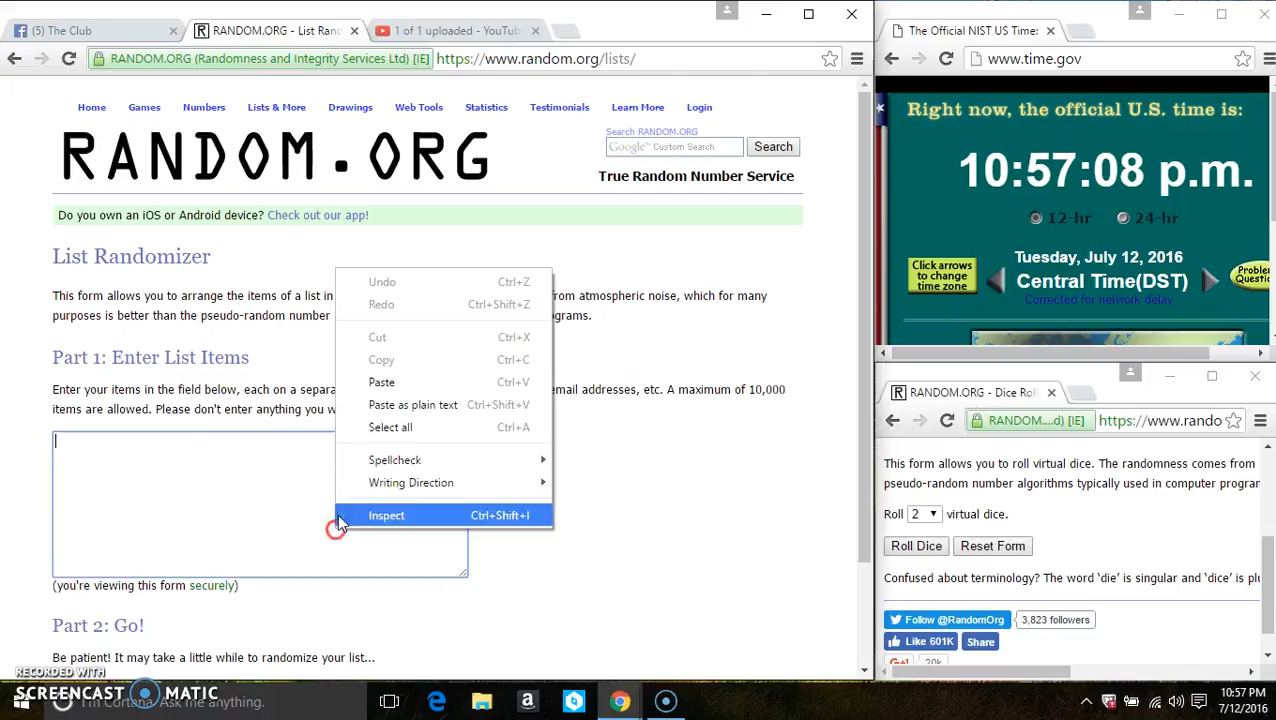 (5) The Club
RANDOM.ORG - List Ran
1 of 1 uploaded - YouTub
RANDOM.ORG (Randomness and Integrity Services Ltd) [IE]
https://www.random.org/lists/
Home Games Numbers Lists & More Drawings Web Tools Statistics Testimonials Learn More Login
RANDOM.ORG
Search RANDOM.ORG
Google™ Custom Search
Search
True Random Number Service
Do you own an iOS or Android device? Check out our app!
List Randomizer
This form allows you to arrange the items of a list in
from atmospheric noise, which for many
purposes is better than the pseudo-random number
grams.
Part 1: Enter List Items
Enter your items in the field below, each on a separa
email addresses, etc. A maximum of 10,000
items are allowed. Please don't enter anything you w
Undo Ctrl+Z
Redo Ctrl+Shift+Z
Cut Ctrl+X
Copy Ctrl+C
Paste Ctrl+V
Paste as plain text Ctrl+Shift+V
Select all Ctrl+A
Spellcheck
Writing Direction
Inspect Ctrl+Shift+I
(you're viewing this form securely)
Part 2: Go!
Be patient! It may take a little while to randomize your list...
RECORDED WITH
SCREENCAST MATIC
I'm Cortana. Ask me anything.
The Official NIST US Time:
www.time.gov
Right now, the official U.S. time is:
10:57:08 p.m.
12-hr 24-hr
Click arrows
to change
time zone
Tuesday, July 12, 2016
Central Time(DST)
Corrected for network delay
Proble
Questi
RANDOM.ORG - Dice Roll
RANDOM....d) [IE]
https://www.rando
This form allows you to roll virtual dice. The randomness comes from
pseudo-random number algorithms typically used in computer program
Roll 2 virtual dice.
Roll Dice
Reset Form
Confused about terminology? The word ‘die’ is singular and ‘dice’ is plu
Follow @RandomOrg
3,823 followers
Like 601K
Share
20k
10:57 PM
7/12/2016